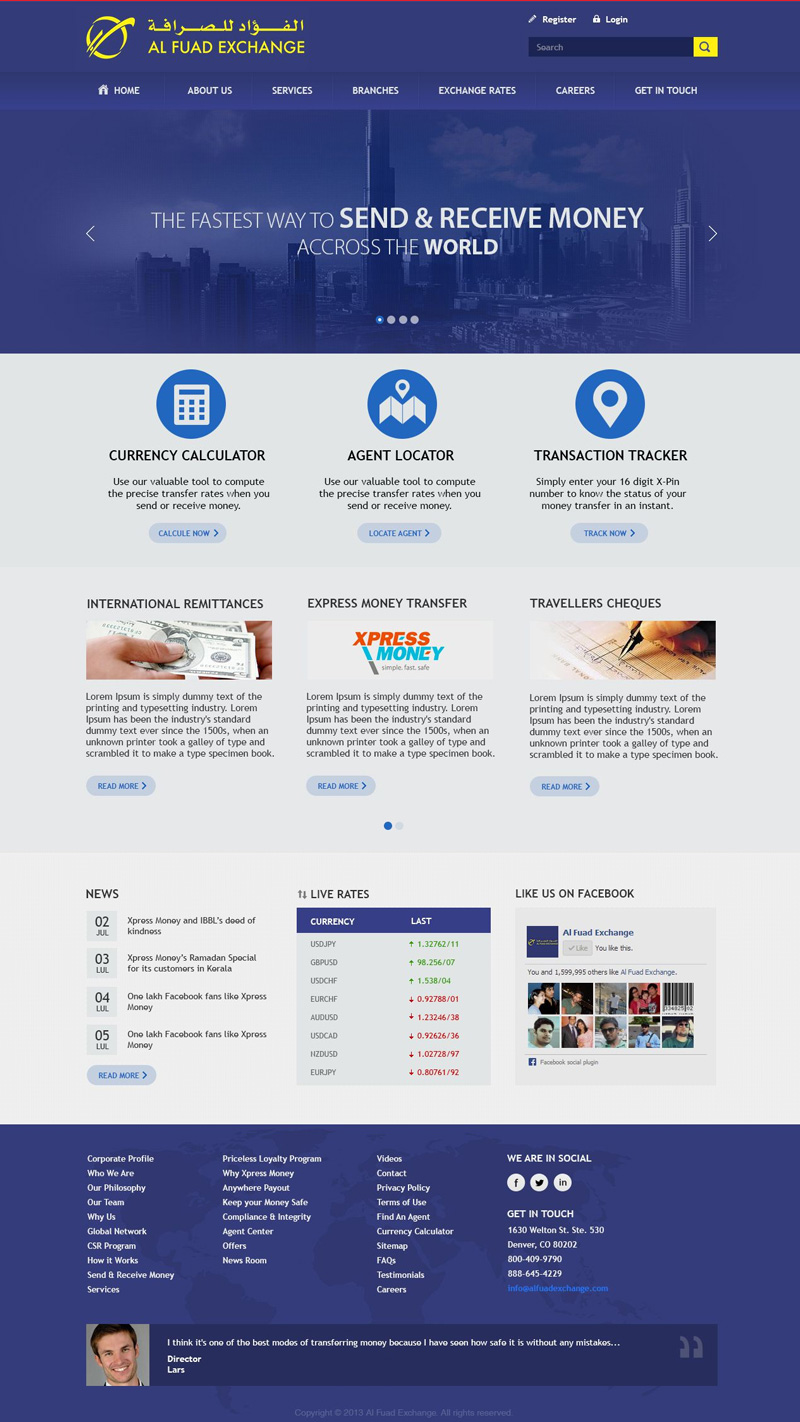 الفـــؤاد للـصـرافـة
AL FUAD EXCHANGE
Register
Login
Search
HOME
ABOUT US
SERVICES
BRANCHES
EXCHANGE RATES
CAREERS
GET IN TOUCH
THE FASTEST WAY TO SEND & RECEIVE MONEY
ACCROSS THE WORLD
CURRENCY CALCULATOR
Use our valuable tool to compute
the precise transfer rates when you
send or receive money.
CALCULE NOW
AGENT LOCATOR
Use our valuable tool to compute
the precise transfer rates when you
send or receive money.
LOCATE AGENT
TRANSACTION TRACKER
Simply enter your 16 digit X-Pin
number to know the status of your
money transfer in an instant.
TRACK NOW
INTERNATIONAL REMITTANCES
Lorem Ipsum is simply dummy text of the
printing and typesetting industry. Lorem
Ipsum has been the industry's standard
dummy text ever since the 1500s, when an
unknown printer took a galley of type and
scrambled it to make a type specimen book.
READ MORE
EXPRESS MONEY TRANSFER
XPRESS
MONEY
simple. fast. safe
Lorem Ipsum is simply dummy text of the
printing and typesetting industry. Lorem
Ipsum has been the industry's standard
dummy text ever since the 1500s, when an
unknown printer took a galley of type and
scrambled it to make a type specimen book.
READ MORE
TRAVELLERS CHEQUES
Lorem Ipsum is simply dummy text of the
printing and typesetting industry. Lorem
Ipsum has been the industry's standard
dummy text ever since the 1500s, when an
unknown printer took a galley of type and
scrambled it to make a type specimen book.
READ MORE
NEWS
02
JUL
Xpress Money and IBBL's deed of
kindness
03
LUL
Xpress Money's Ramadan Special
for its customers in Kerala
04
LUL
One lakh Facebook fans like Xpress
Money
05
LUL
One lakh Facebook fans like Xpress
Money
READ MORE
LIVE RATES
CURRENCY LAST
USDJPY 1.32762/11
GBPUSD 98.256/07
USDCHF 1.538/04
EURCHF 0.92788/01
AUDUSD 1.23246/38
USDCAD 0.92626/36
NZDUSD 1.02728/97
EURJPY 0.80761/92
LIKE US ON FACEBOOK
Al Fuad Exchange
Like You like this.
You and 1,599,995 others like Al Fuad Exchange.
Facebook social plugin
Corporate Profile
Who We Are
Our Philosophy
Our Team
Why Us
Global Network
CSR Program
How it Works
Send & Receive Money
Services
Priceless Loyalty Program
Why Xpress Money
Anywhere Payout
Keep your Money Safe
Compliance & Integrity
Agent Center
Offers
News Room
Videos
Contact
Privacy Policy
Terms of Use
Find An Agent
Currency Calculator
Sitemap
FAQs
Testimonials
Careers
WE ARE IN SOCIAL
GET IN TOUCH
1630 Welton St. Ste. 530
Denver, CO 80202
800-409-9790
888-645-4229
info@alfuadexchange.com
I think it's one of the best modes of transferring money because I have seen how safe it is without any mistakes...
Director
Lars
Copyright © 2013 Al Fuad Exchange. All rights reserved.